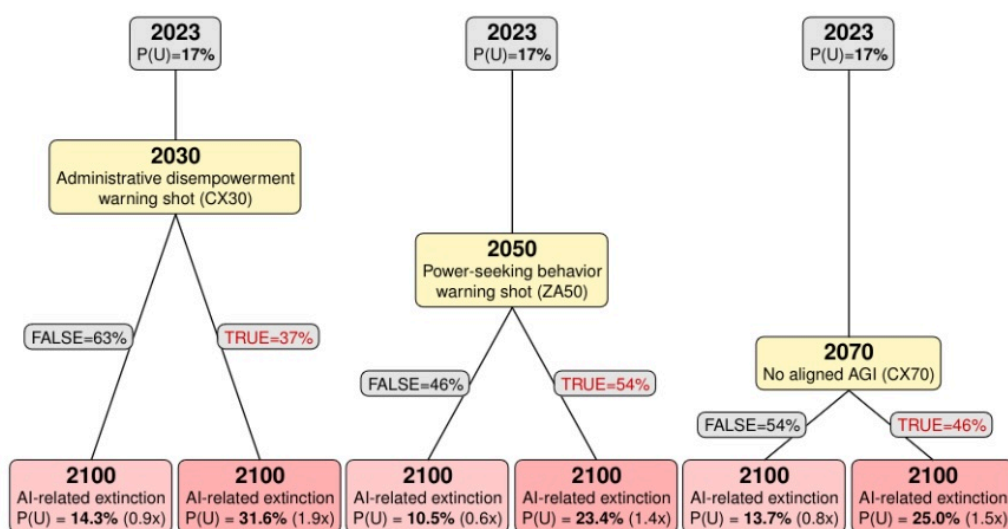 2023
P(U)=17%
2030
Administrative disempowerment
warning shot (CX30)
FALSE=63%
TRUE=37%
2100
AI-related extinction
P(U) = 14.3% (0.9x)
2100
AI-related extinction
P(U) = 31.6% (1.9x)
2023
P(U)=17%
2050
Power-seeking behavior
warning shot (ZA50)
FALSE=46%
TRUE=54%
2100
AI-related extinction
P(U) = 10.5% (0.6x)
2100
AI-related extinction
P(U) = 23.4% (1.4x)
2023
P(U)=17%
2070
No aligned AGI (CX70)
FALSE=54%
TRUE=46%
2100
AI-related extinction
P(U) = 13.7% (0.8x)
2100
AI-related extinction
P(U) = 25.0% (1.5x)